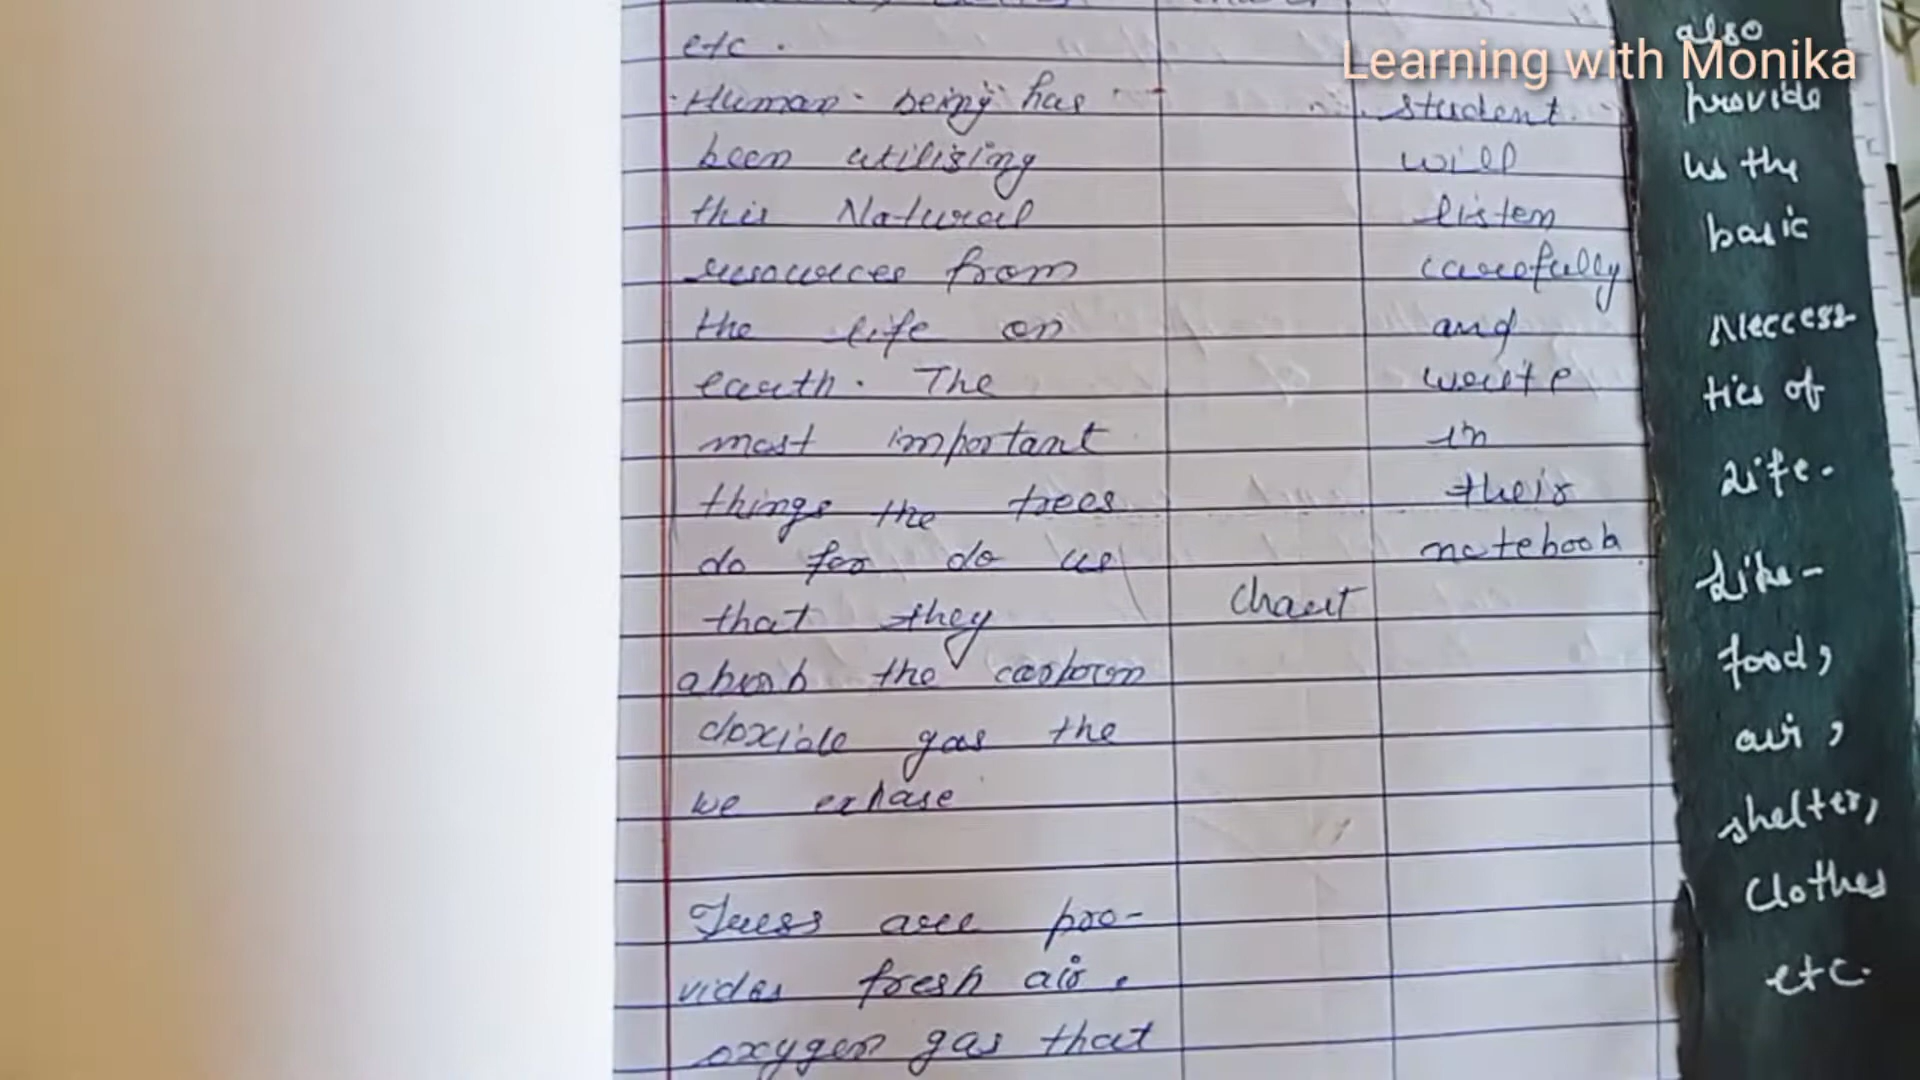 etc.
Human being has
been utilising
this Natural
resources from
the life on
earth. The
most important
things the trees
do for do us
that they
absorb the carbon
doxide gas the
we exhase
Trees are pro-
vides fresh air.
oxygen gas that
chart
student
will
listen
carefully
and
write
in
their
notebook
Learning with Monika
also
provide
us the
basic
Neccess-
ties of
Life.
Like-
food,
air,
shelter,
Clothes
etc.